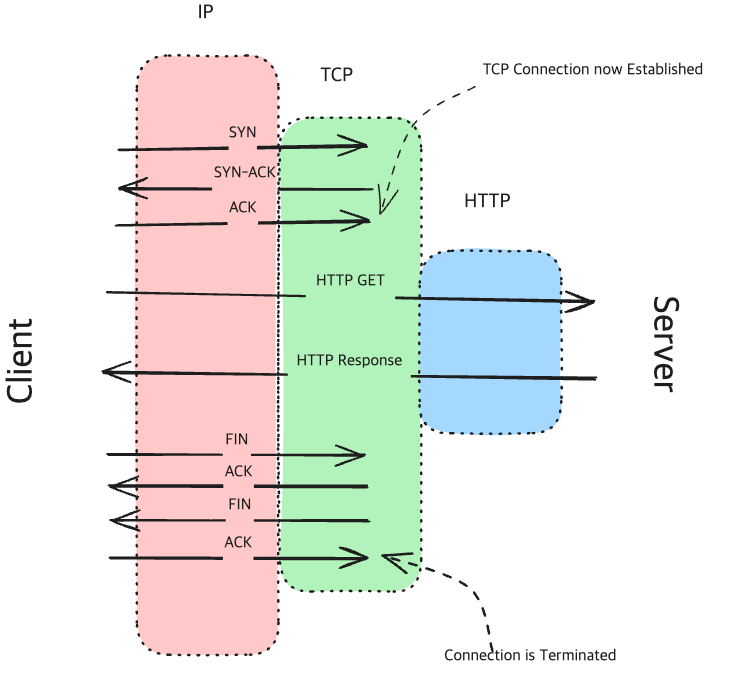 IP
TCP
TCP Connection now Established
SYN
SYN-ACK
HTTP
ACK
HTTP GET
Client
Server
HTTP Response
FIN
ACK
FIN
ACK
Connection is Terminated